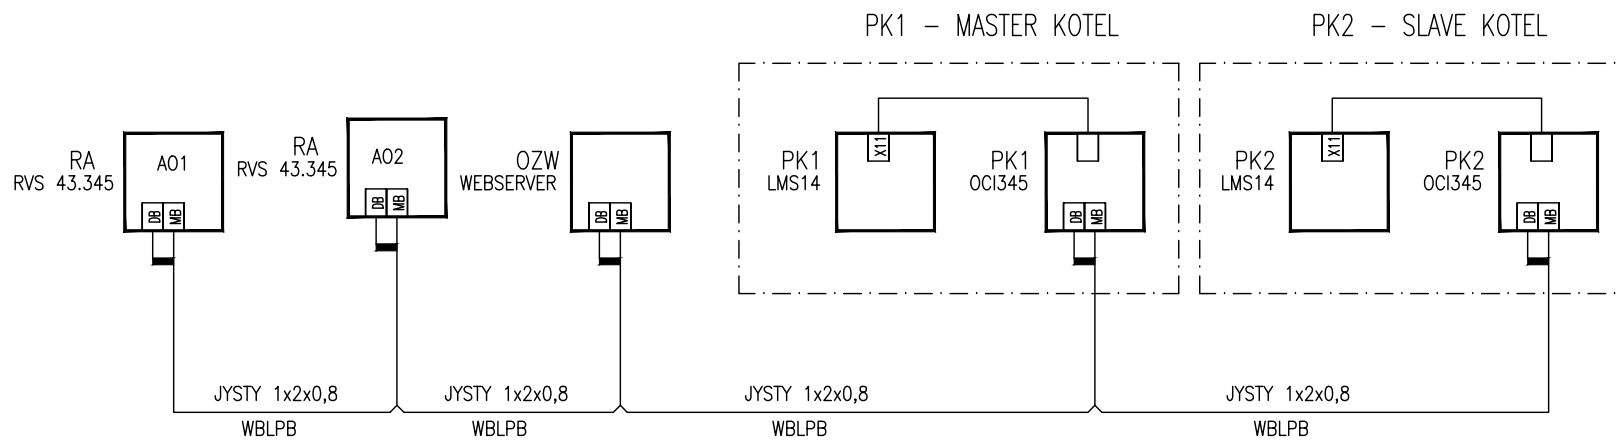 PK1 - MASTER KOTEL
PK2 - SLAVE KOTEL
RA
RVS 43.345
A01
DB
MB
RA
RVS 43.345
A02
DB
MB
OZW
WEBSERVER
DB
MB
PK1
LMS14
X11
PK1
OCI345
DB
MB
PK2
LMS14
X11
PK2
OCI345
DB
MB
JYSTY 1x2x0,8
WBLPB
JYSTY 1x2x0,8
WBLPB
JYSTY 1x2x0,8
WBLPB
JYSTY 1x2x0,8
WBLPB